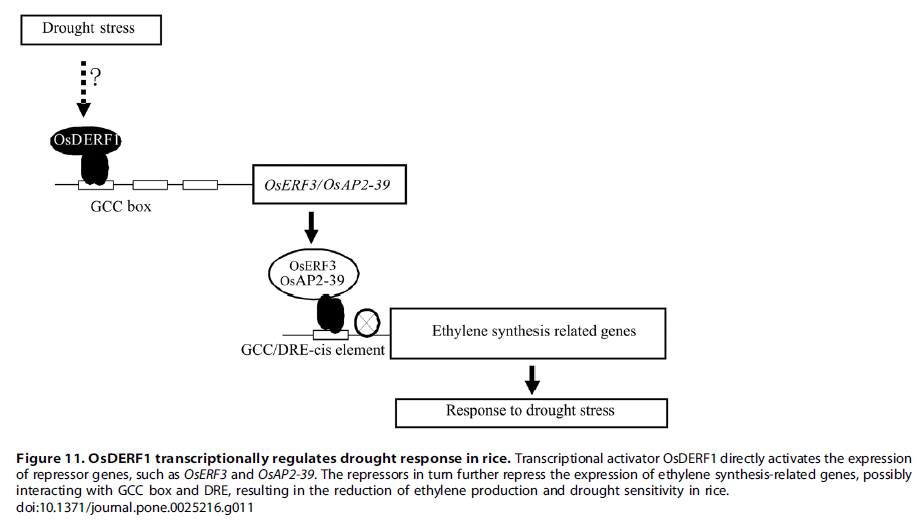 Drought stress
?
OsDERF1
OsERF3/OsAP2-39
GCC box
OsERF3
OsAP2-39
Ethylene synthesis related genes
GCC/DRE-cis element
Response to drought stress
Figure 11. OsDERF1 transcriptionally regulates drought response in rice. Transcriptional activator OsDERF1 directly activates the expression
of repressor genes, such as OsERF3 and OsAP2-39. The repressors in turn further repress the expression of ethylene synthesis-related genes, possibly
interacting with GCC box and DRE, resulting in the reduction of ethylene production and drought sensitivity in rice.
doi:10.1371/journal.pone.0025216.g011